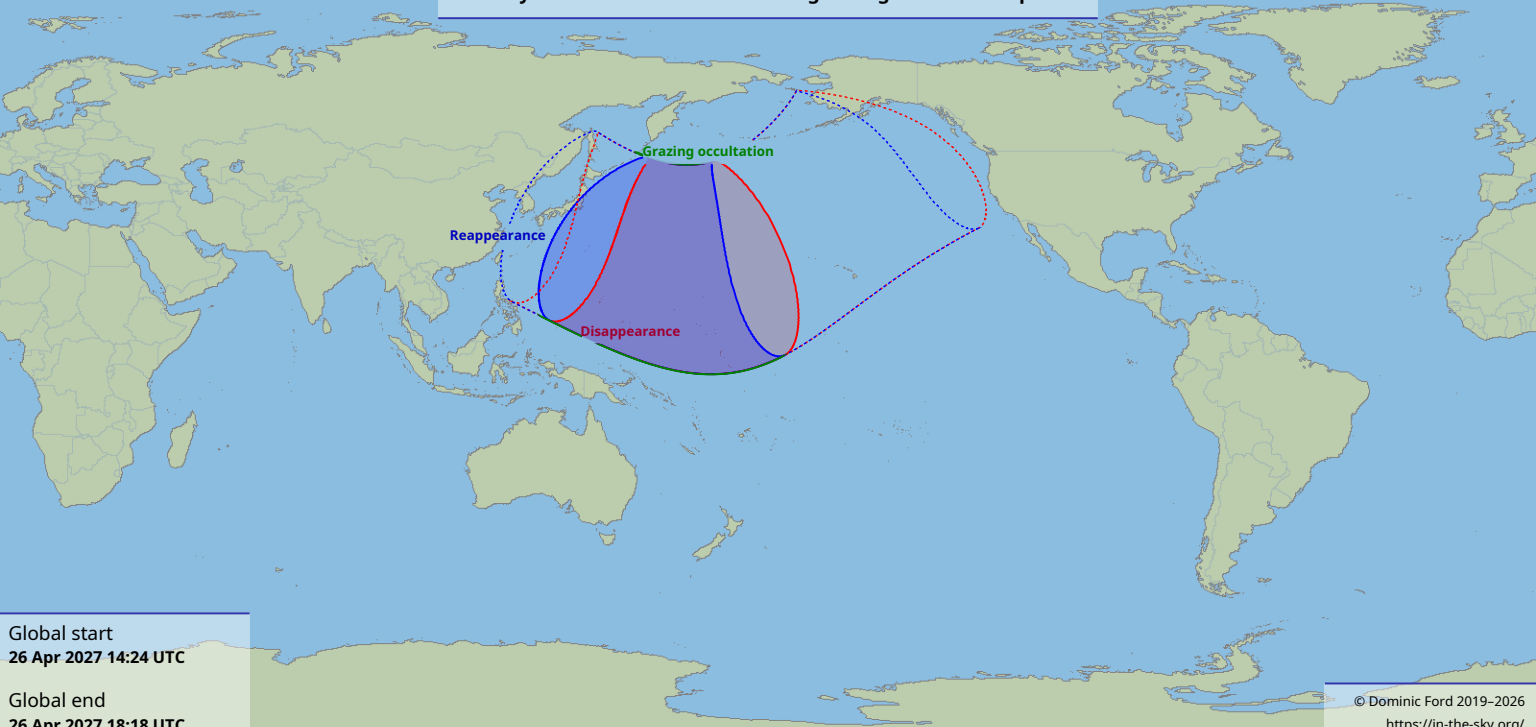 Grazing occultation
Reappearance
Disappearance
Global start
26 Apr 2027 14:24 UTC
Global end
26 Apr 2027 18:18 UTC
© Dominic Ford 2019–2026
https://in-the-sky.org/